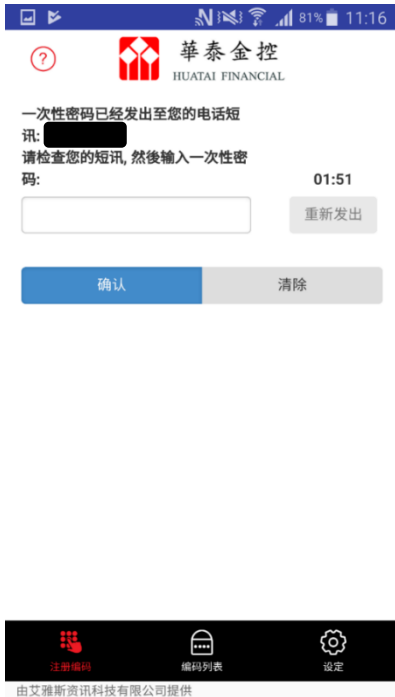 81% 11:16
?
華泰金控
HUATAI FINANCIAL
一次性密码已经发出至您的电话短
讯:
请检查您的短讯, 然後输入一次性密
码:
01:51
重新发出
确认
清除
注册编码
编码列表
设定
由艾雅斯资讯科技有限公司提供